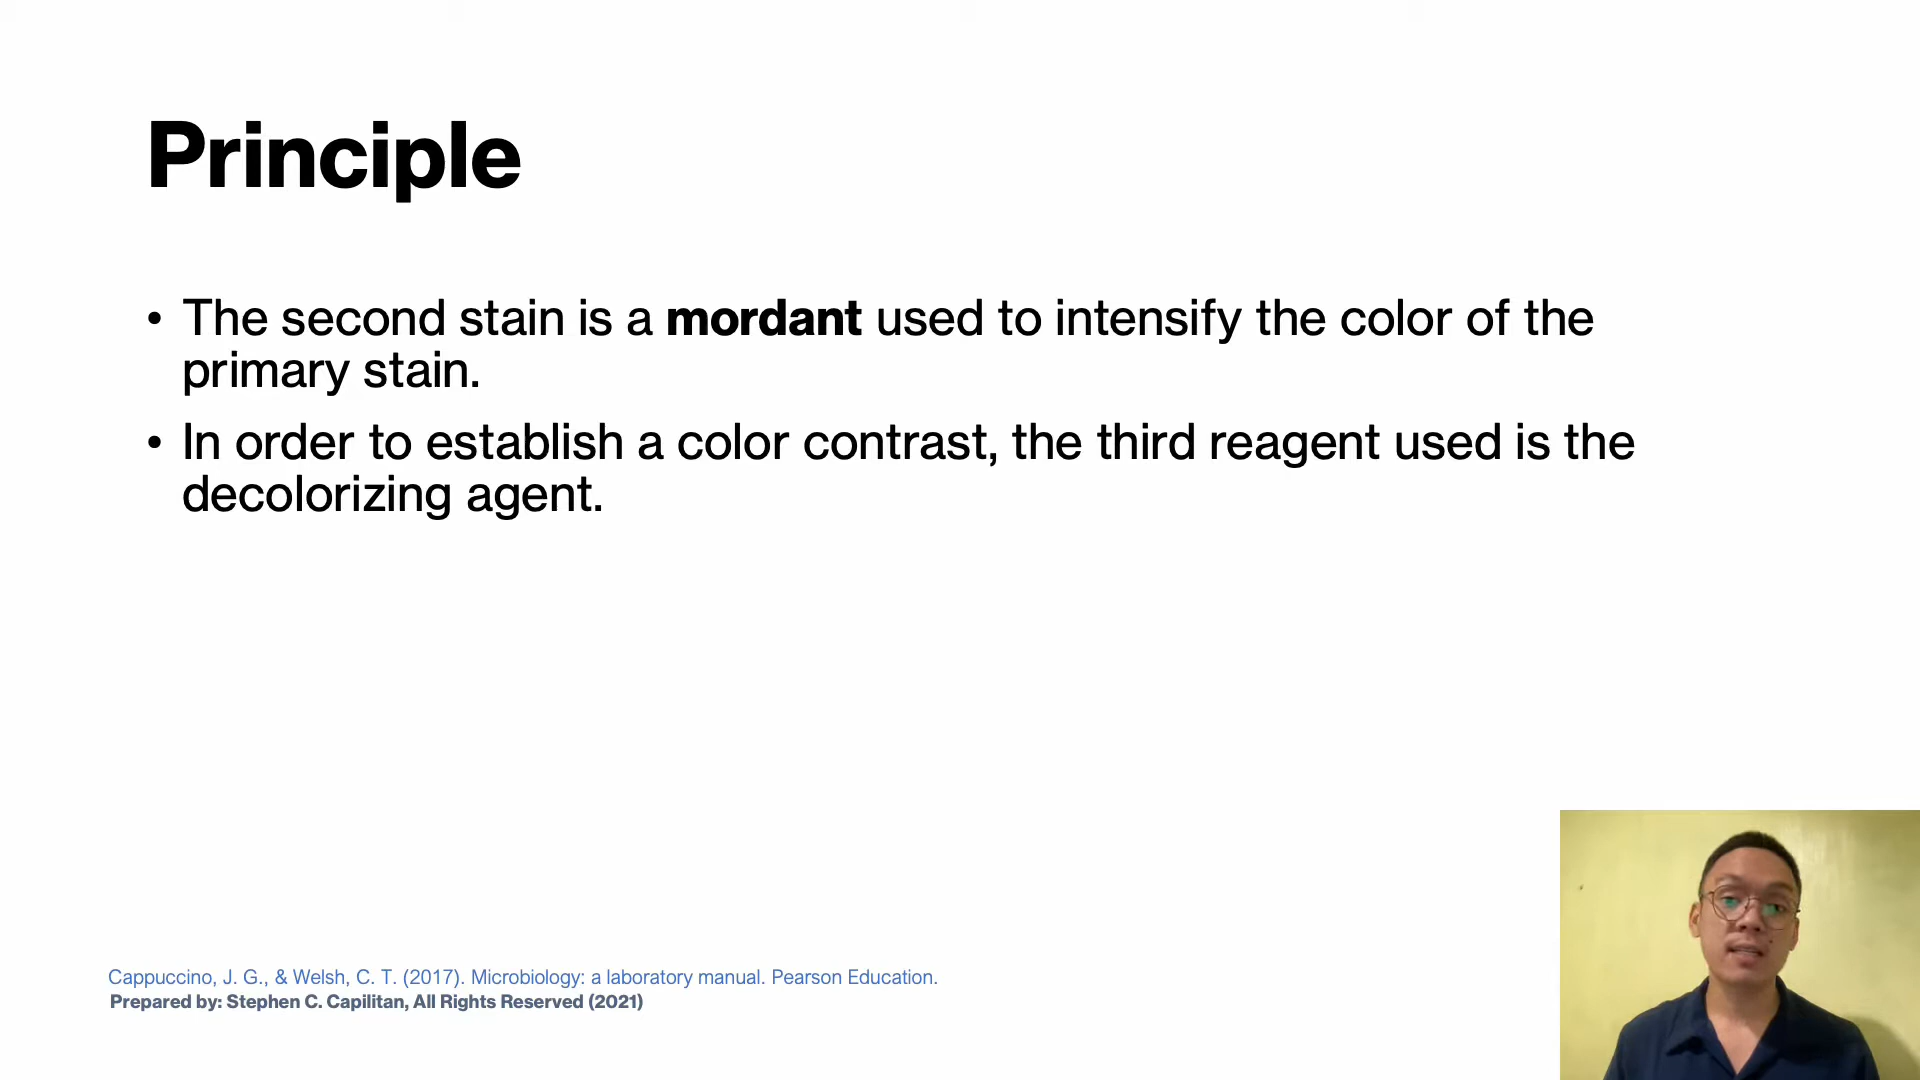 Principle
• The second stain is a mordant used to intensify the color of the
primary stain.
• In order to establish a color contrast, the third reagent used is the
decolorizing agent.
Cappuccino, J. G., & Welsh, C. T. (2017). Microbiology: a laboratory manual. Pearson Education.
Prepared by: Stephen C. Capilitan, All Rights Reserved (2021)